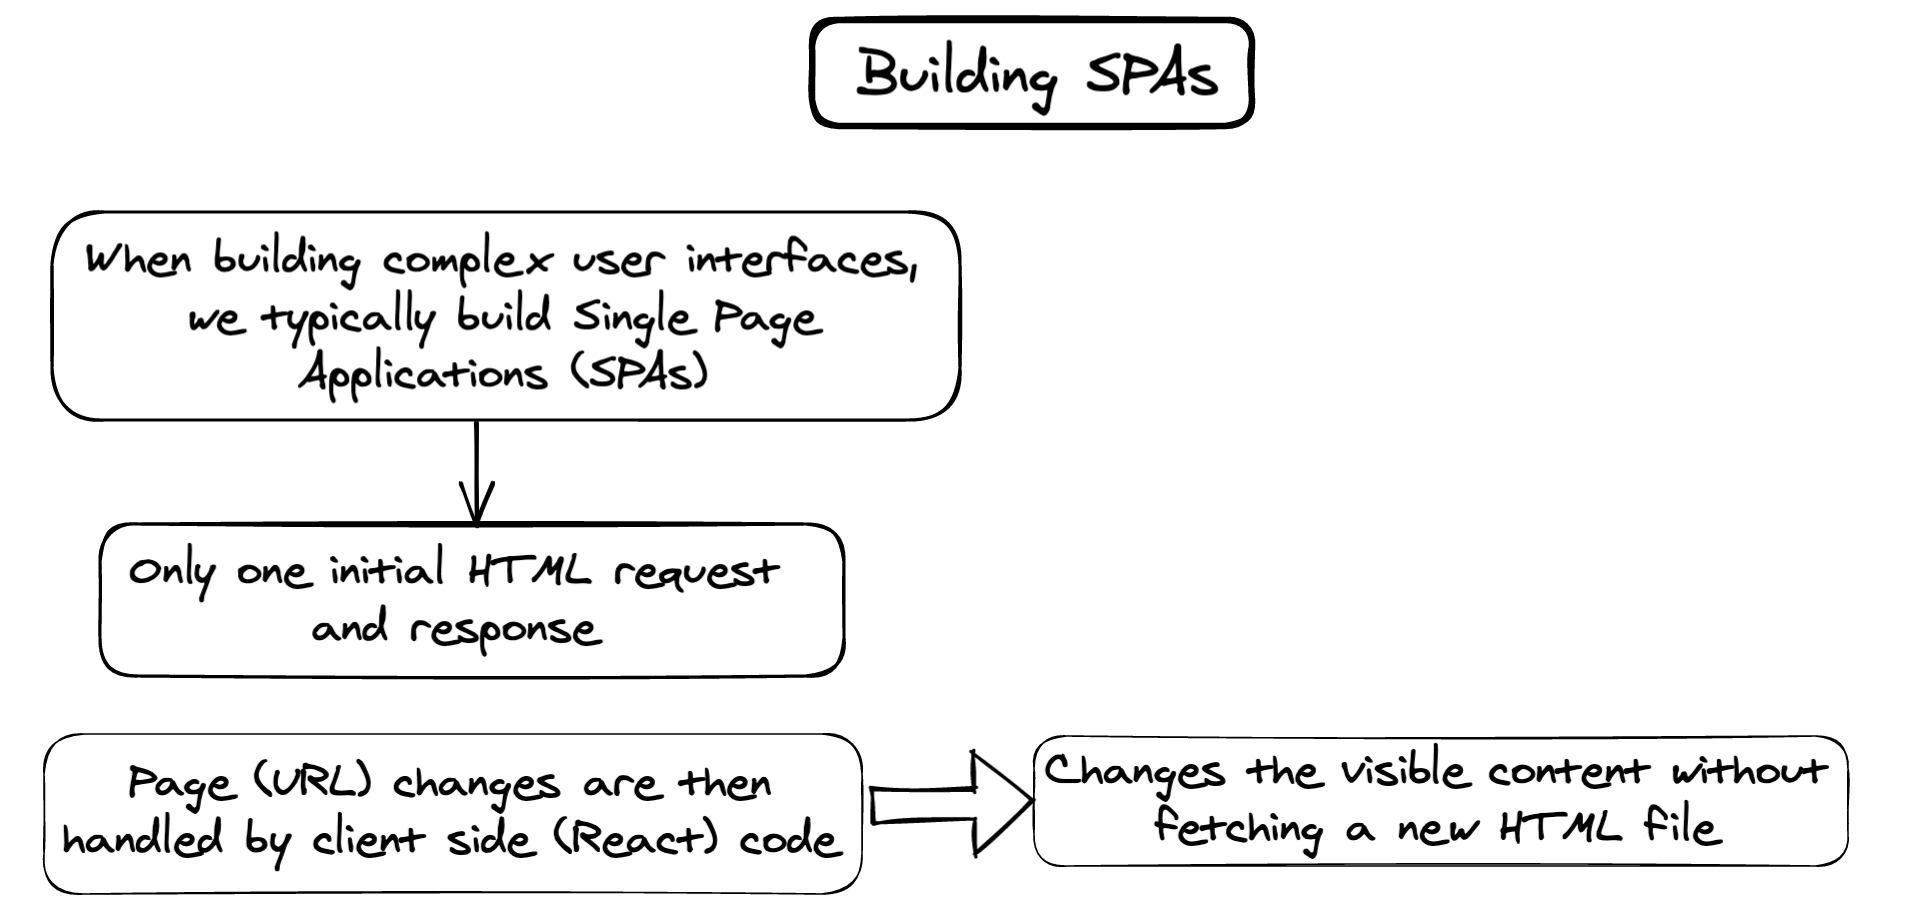 Building SPAs
When building complex user interfaces,
we typically build Single Page
Applications (SPAs)
Only one initial HTML request
and response
Page (URL) changes are then
handled by client side (React) code
Changes the visible content without
fetching a new HTML file